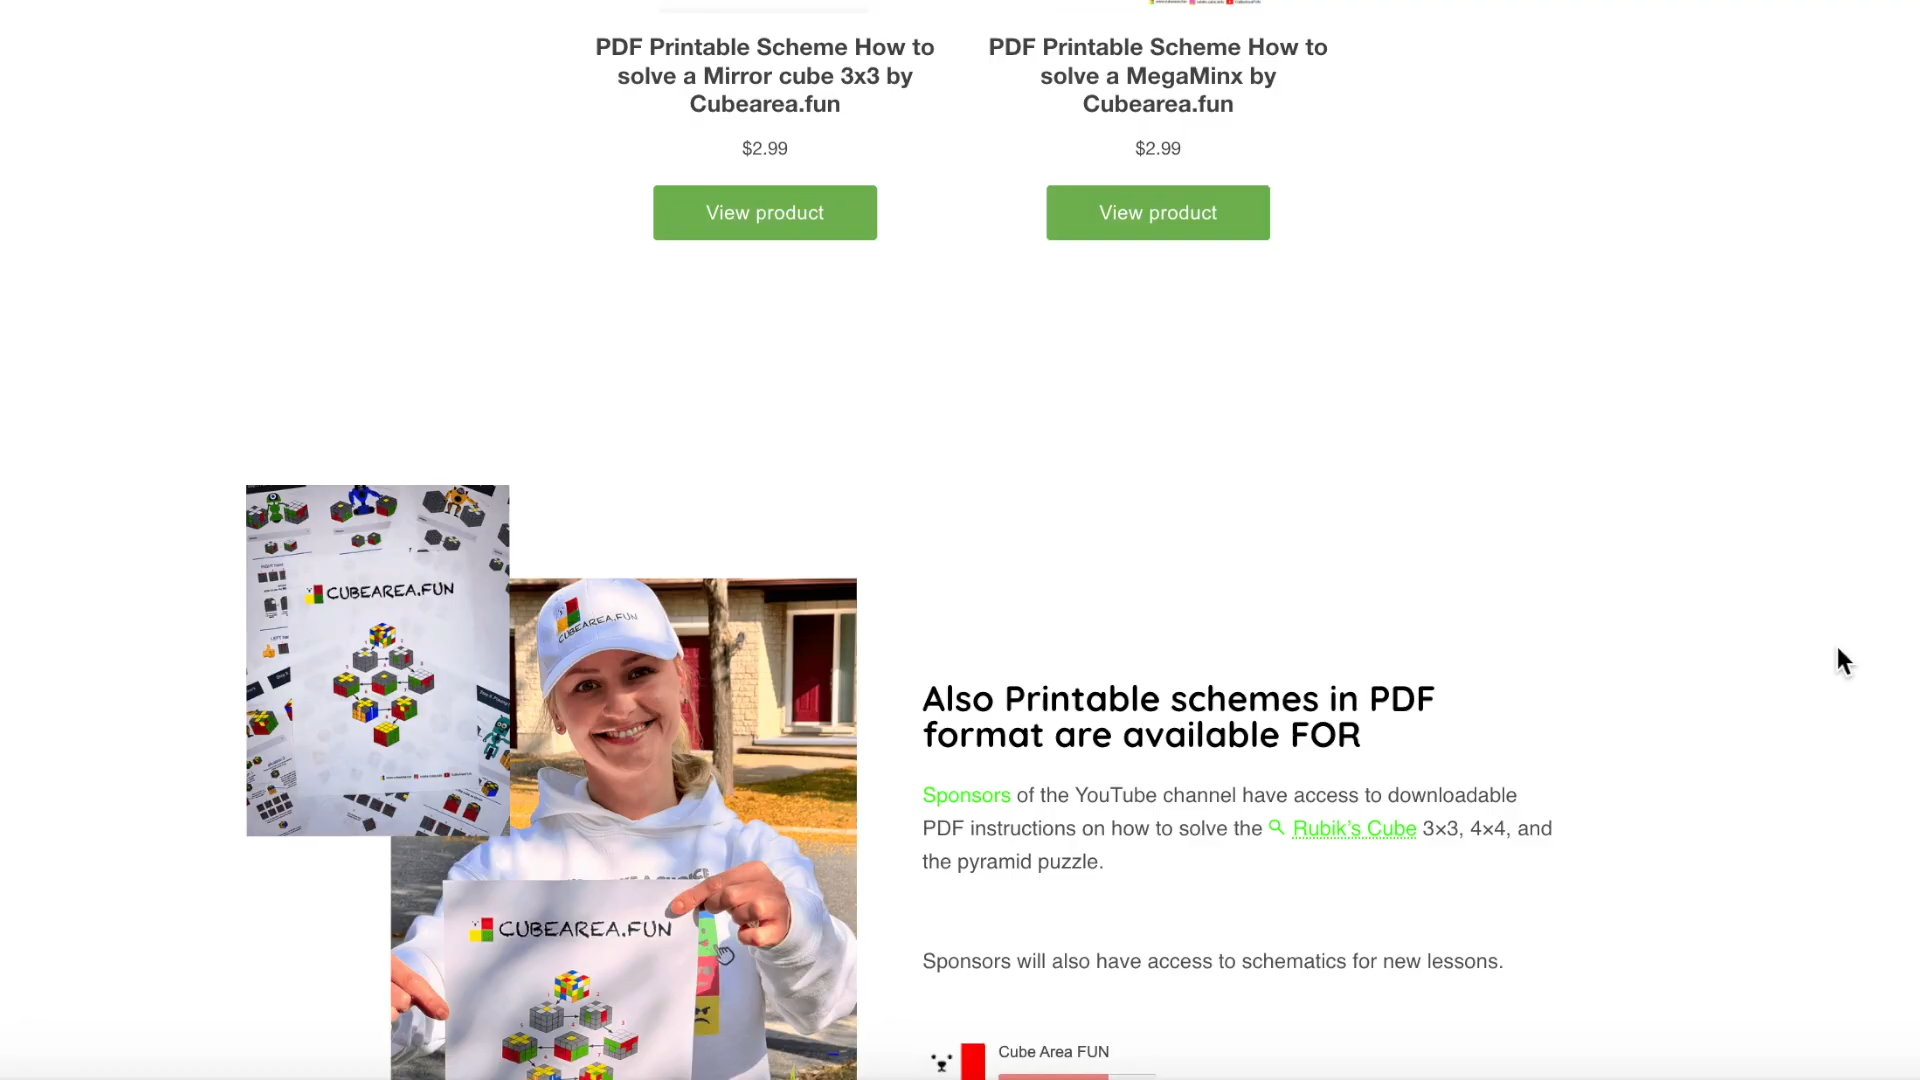 PDF Printable Scheme How to
solve a Mirror cube 3x3 by
Cubearea.fun
$2.99
View product
PDF Printable Scheme How to
solve a MegaMinx by
Cubearea.fun
$2.99
View product
CUBEAREA.FUN
CUBEAREA.FUN
CUBEAREA.FUN
Also Printable schemes in PDF
format are available FOR
Sponsors of the YouTube channel have access to downloadable
PDF instructions on how to solve the Rubik’s Cube 3×3, 4×4, and
the pyramid puzzle.
Sponsors will also have access to schematics for new lessons.
Cube Area FUN